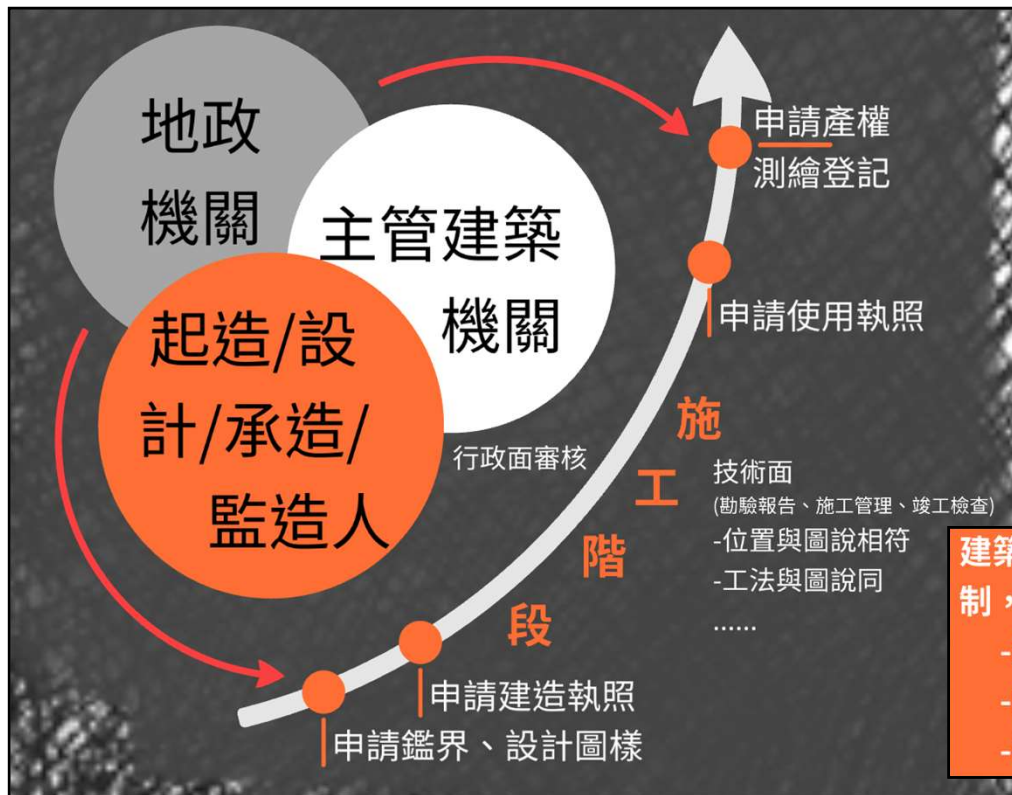 地政
機關
主管建築
機關
起造/設
計/承造/
監造人
申請產權
測繪登記
申請使用執照
施
工
階
段
行政面審核
技術面
(勘驗報告、施工管理、竣工檢查)
-位置與圖說相符
-工法與圖說同
......
建築
制，
-
-
-
申請建造執照
申請鑑界、設計圖樣